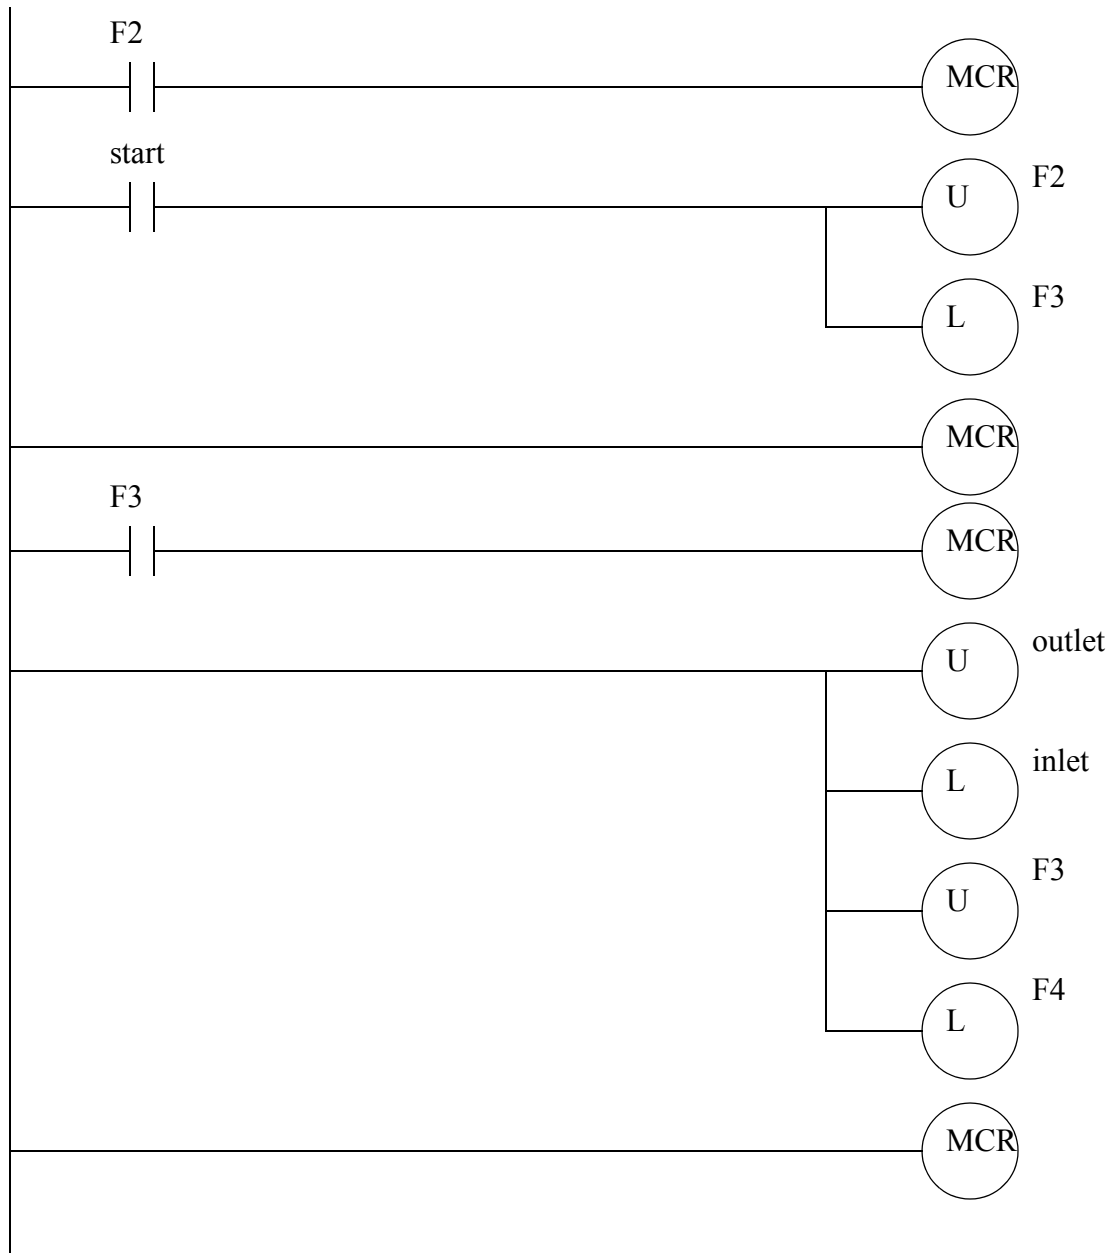 F2
MCR
start
U F2
L F3
MCR
F3
MCR
U outlet
L inlet
U F3
L F4
MCR